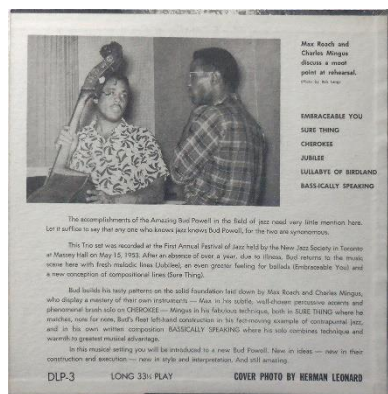 Max Roach and
Charles Mingus
discuss a moot
point at rehearsal.
EMBRACEABLE YOU
SURE THING
CHEROKEE
JUBILEE
LULLABYE OF BIRDLAND
BASS-ICALLY SPEAKING
The accomplishments of the Amazing Bud Powell in the field of jazz need very little mention here.
Let it suffice to say that any one who knows jazz knows Bud Powell, for the two are synonomous.
This Trio set was recorded at the First Annual Festival of Jazz held by the New Jazz Society in Toronto
at Massey Hall on May 15, 1953. After an absence of over a year, due to illness, Bud returns to the music
scene here with fresh melodic lines (Jubilee), an even greater feeling for ballads (Embraceable You) and
a new conception of compositional lines (Sure Thing).
Bud builds his tasty patterns on the solid foundation laid down by Max Roach and Charles Mingus,
who display a mastery of their own instruments — Max in his subtle, well-chosen percussive accents and
phenomenal brush solo on CHEROKEE — Mingus in his fabulous technique, both in SURE THING where he
matches, note for note, Bud's fleet left-hand construction in his fast-moving example of contrapuntal jazz,
and in his own written composition BASSICALLY SPEAKING where his solo combines technique and
warmth to greatest musical advantage.
In this musical setting you will be introduced to a new Bud Powell. New in ideas — new in their
construction and execution — new in style and interpretation. And still amazing.
DLP-3 LONG 33⅓ PLAY COVER PHOTO BY HERMAN LEONARD